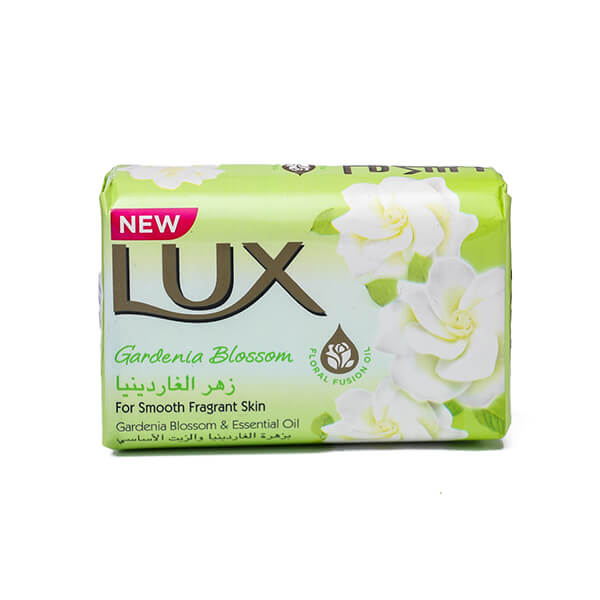 NEW
LUX
Gardenia Blossom
زهر الغاردينيا
For Smooth Fragrant Skin
Gardenia Blossom & Essential Oil
بزهرة الغاردينيا والزيت الأساسي
FLORAL FUSION OIL